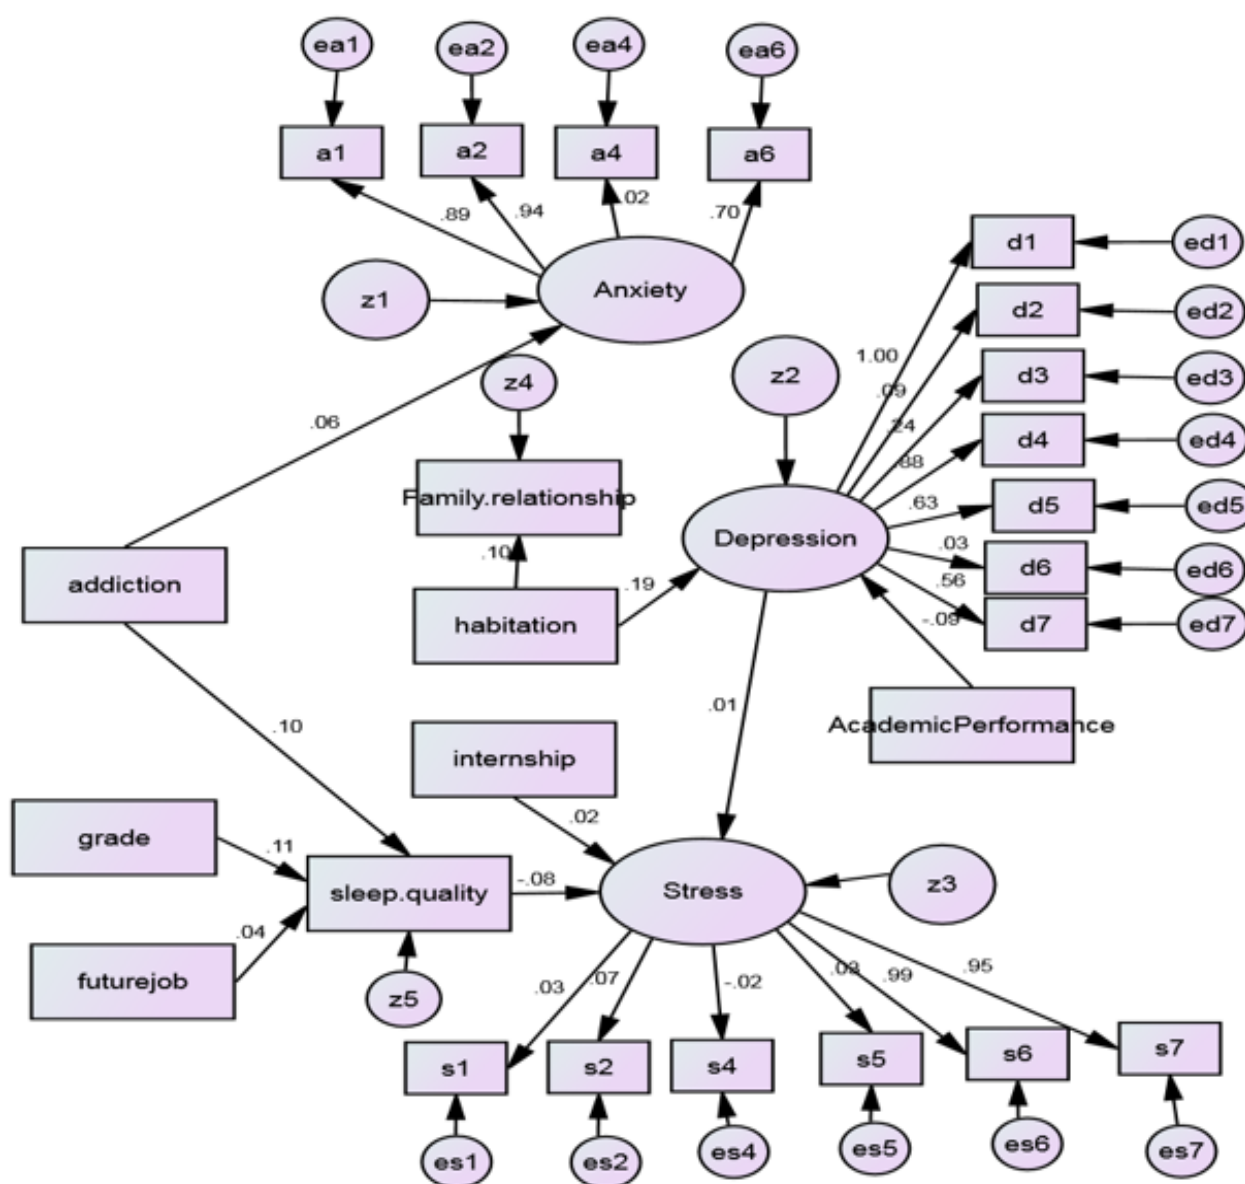 ea1
ea2
ea4
ea6
a1
a2
a4
a6
.89
.94
.02
.70
Anxiety
z1
d1
ed1
d2
ed2
1.00
.09
z4
z2
d3
ed3
.06
.24
d4
ed4
.88
Family.relationship
.63
d5
ed5
Depression
.03
.10
d6
ed6
.56
.19
addiction
habitation
-.09
d7
ed7
.01
AcademicPerformance
.10
internship
.02
grade
.11
sleep.quality
-.08
Stress
z3
.04
futurejob
z5
.03
.07
-.02
.99
.95
s1
s2
s4
s5
s6
s7
es1
es2
es4
es5
es6
es7